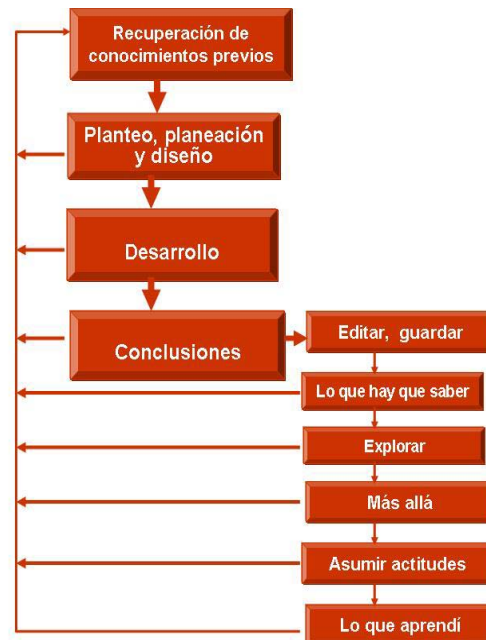 Recuperación de
conocimientos previos
Planteo, planeación
y diseño
Desarrollo
Conclusiones
Editar, guardar
Lo que hay que saber
Explorar
Más allá
Asumir actitudes
Lo que aprendí